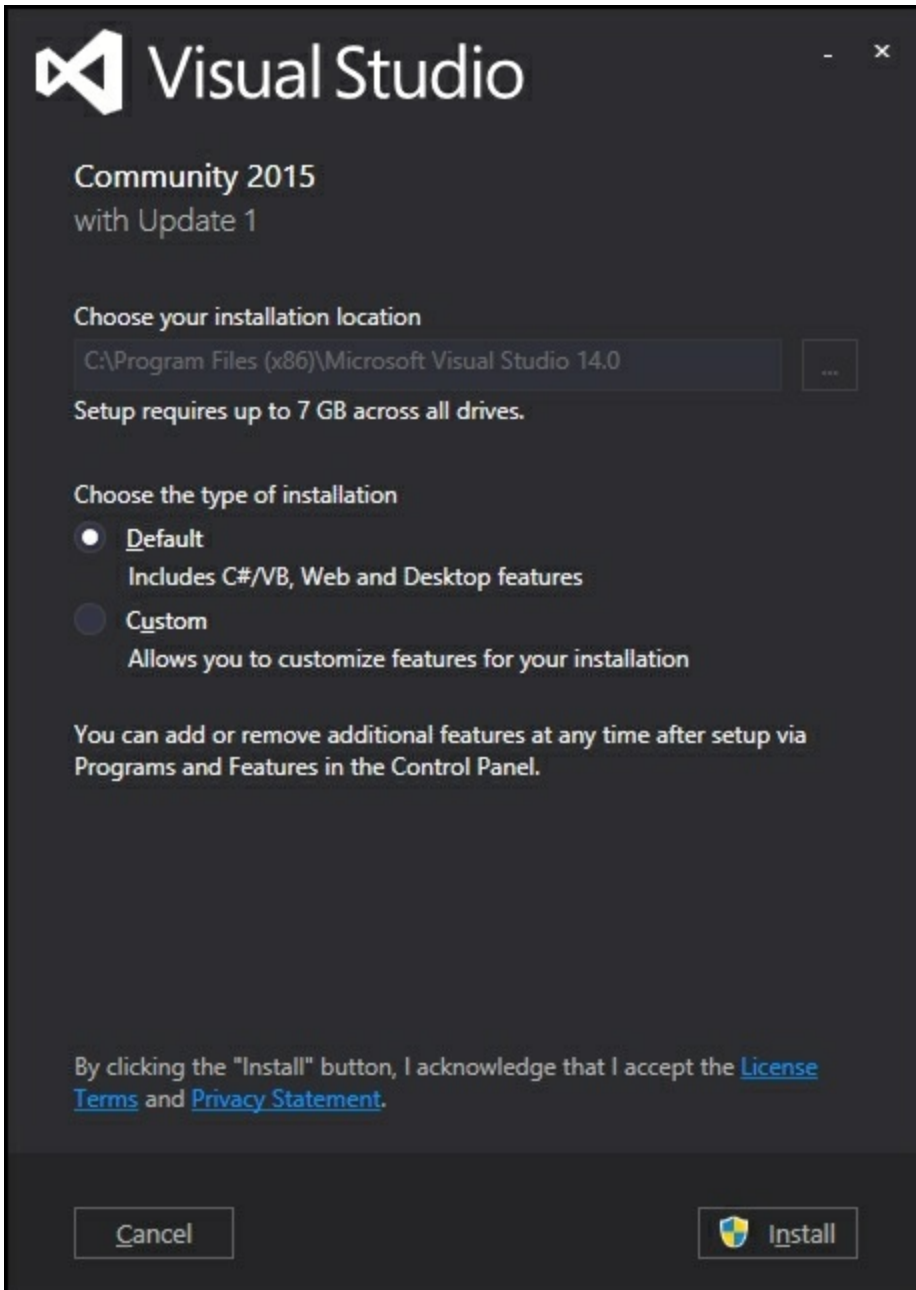 Visual Studio
Community 2015
with Update 1
Choose your installation location
C:\Program Files (x86)\Microsoft Visual Studio 14.0
...
Setup requires up to 7 GB across all drives.
Choose the type of installation
Default
Includes C#/VB, Web and Desktop features
Custom
Allows you to customize features for your installation
You can add or remove additional features at any time after setup via
Programs and Features in the Control Panel.
By clicking the "Install" button, I acknowledge that I accept the License
Terms and Privacy Statement.
Cancel
Install